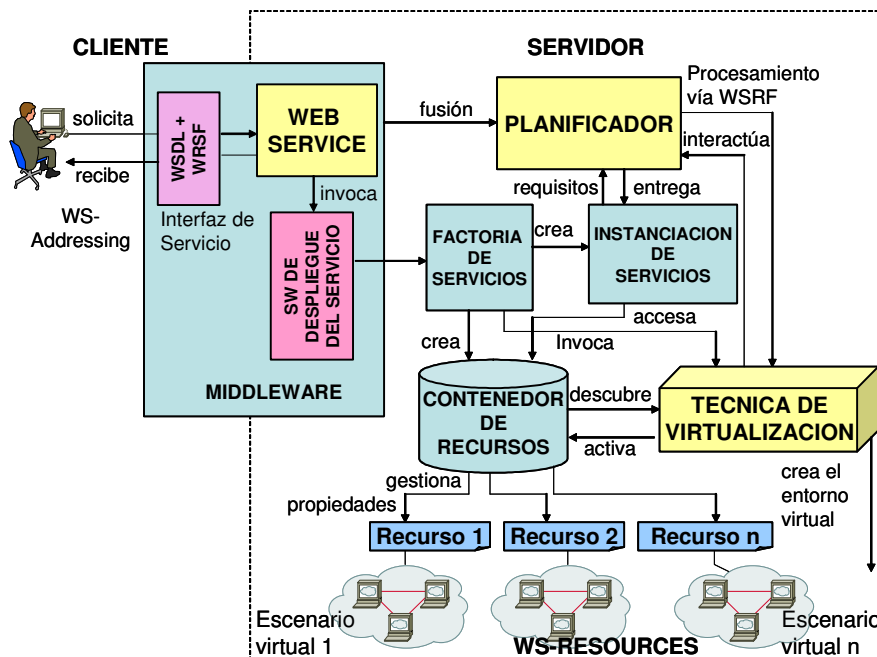 CLIENTE
SERVIDOR
solicita
recibe
WS-
Addressing
WSDL +
WRSF
Interfaz de
Servicio
WEB
SERVICE
invoca
SW DE
DESPLIEGUE
DEL SERVICIO
MIDDLEWARE
fusión
PLANIFICADOR
Procesamiento
vía WSRF
interactúa
requisitos
entrega
FACTORIA
DE
SERVICIOS
crea
INSTANCIACION
DE
SERVICIOS
crea
Invoca
accesa
CONTENEDOR
DE
RECURSOS
descubre
activa
TECNICA DE
VIRTUALIZACION
gestiona
propiedades
crea el
entorno
virtual
Recurso 1
Recurso 2
Recurso n
Escenario
virtual 1
WS-RESOURCES
Escenario
virtual n